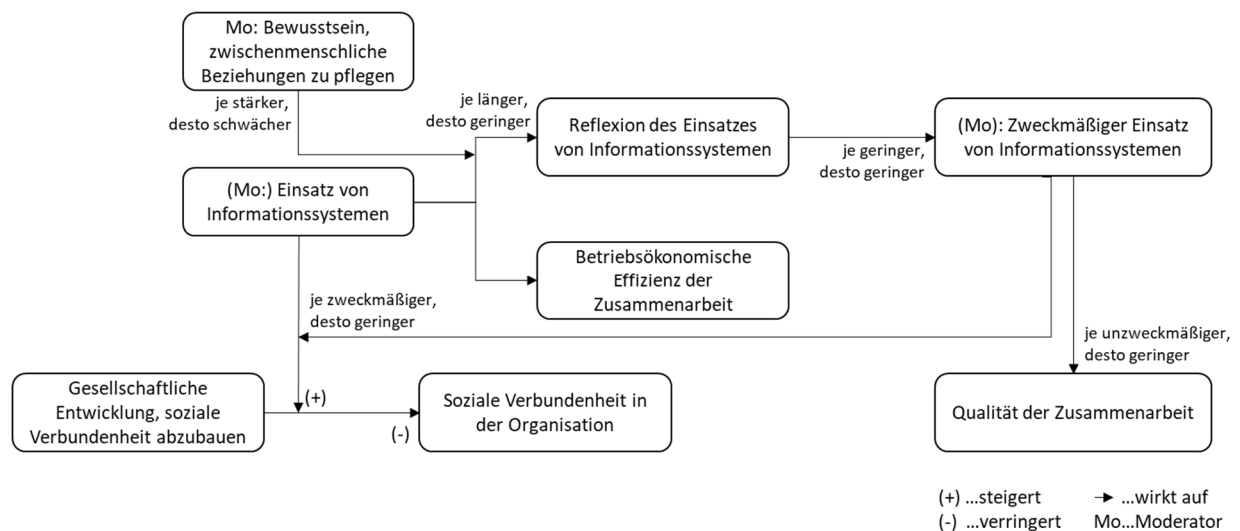 Mo: Bewusstsein,
zwischenmenschliche
Beziehungen zu pflegen
je stärker,
desto schwächer
je länger,
desto geringer
Reflexion des Einsatzes
von Informationssystemen
(Mo): Zweckmäßiger Einsatz
von Informationssystemen
je geringer,
desto geringer
(Mo:) Einsatz von
Informationssystemen
Betriebsökonomische
Effizienz der
Zusammenarbeit
je zweckmäßiger,
desto geringer
je unzweckmäßiger,
desto geringer
Gesellschaftliche
Entwicklung, soziale
Verbundenheit abzubauen
(+)
(-)
Soziale Verbundenheit in
der Organisation
Qualität der Zusammenarbeit
(+) ...steigert
...wirkt auf
(-) ...verringert
Mo...Moderator